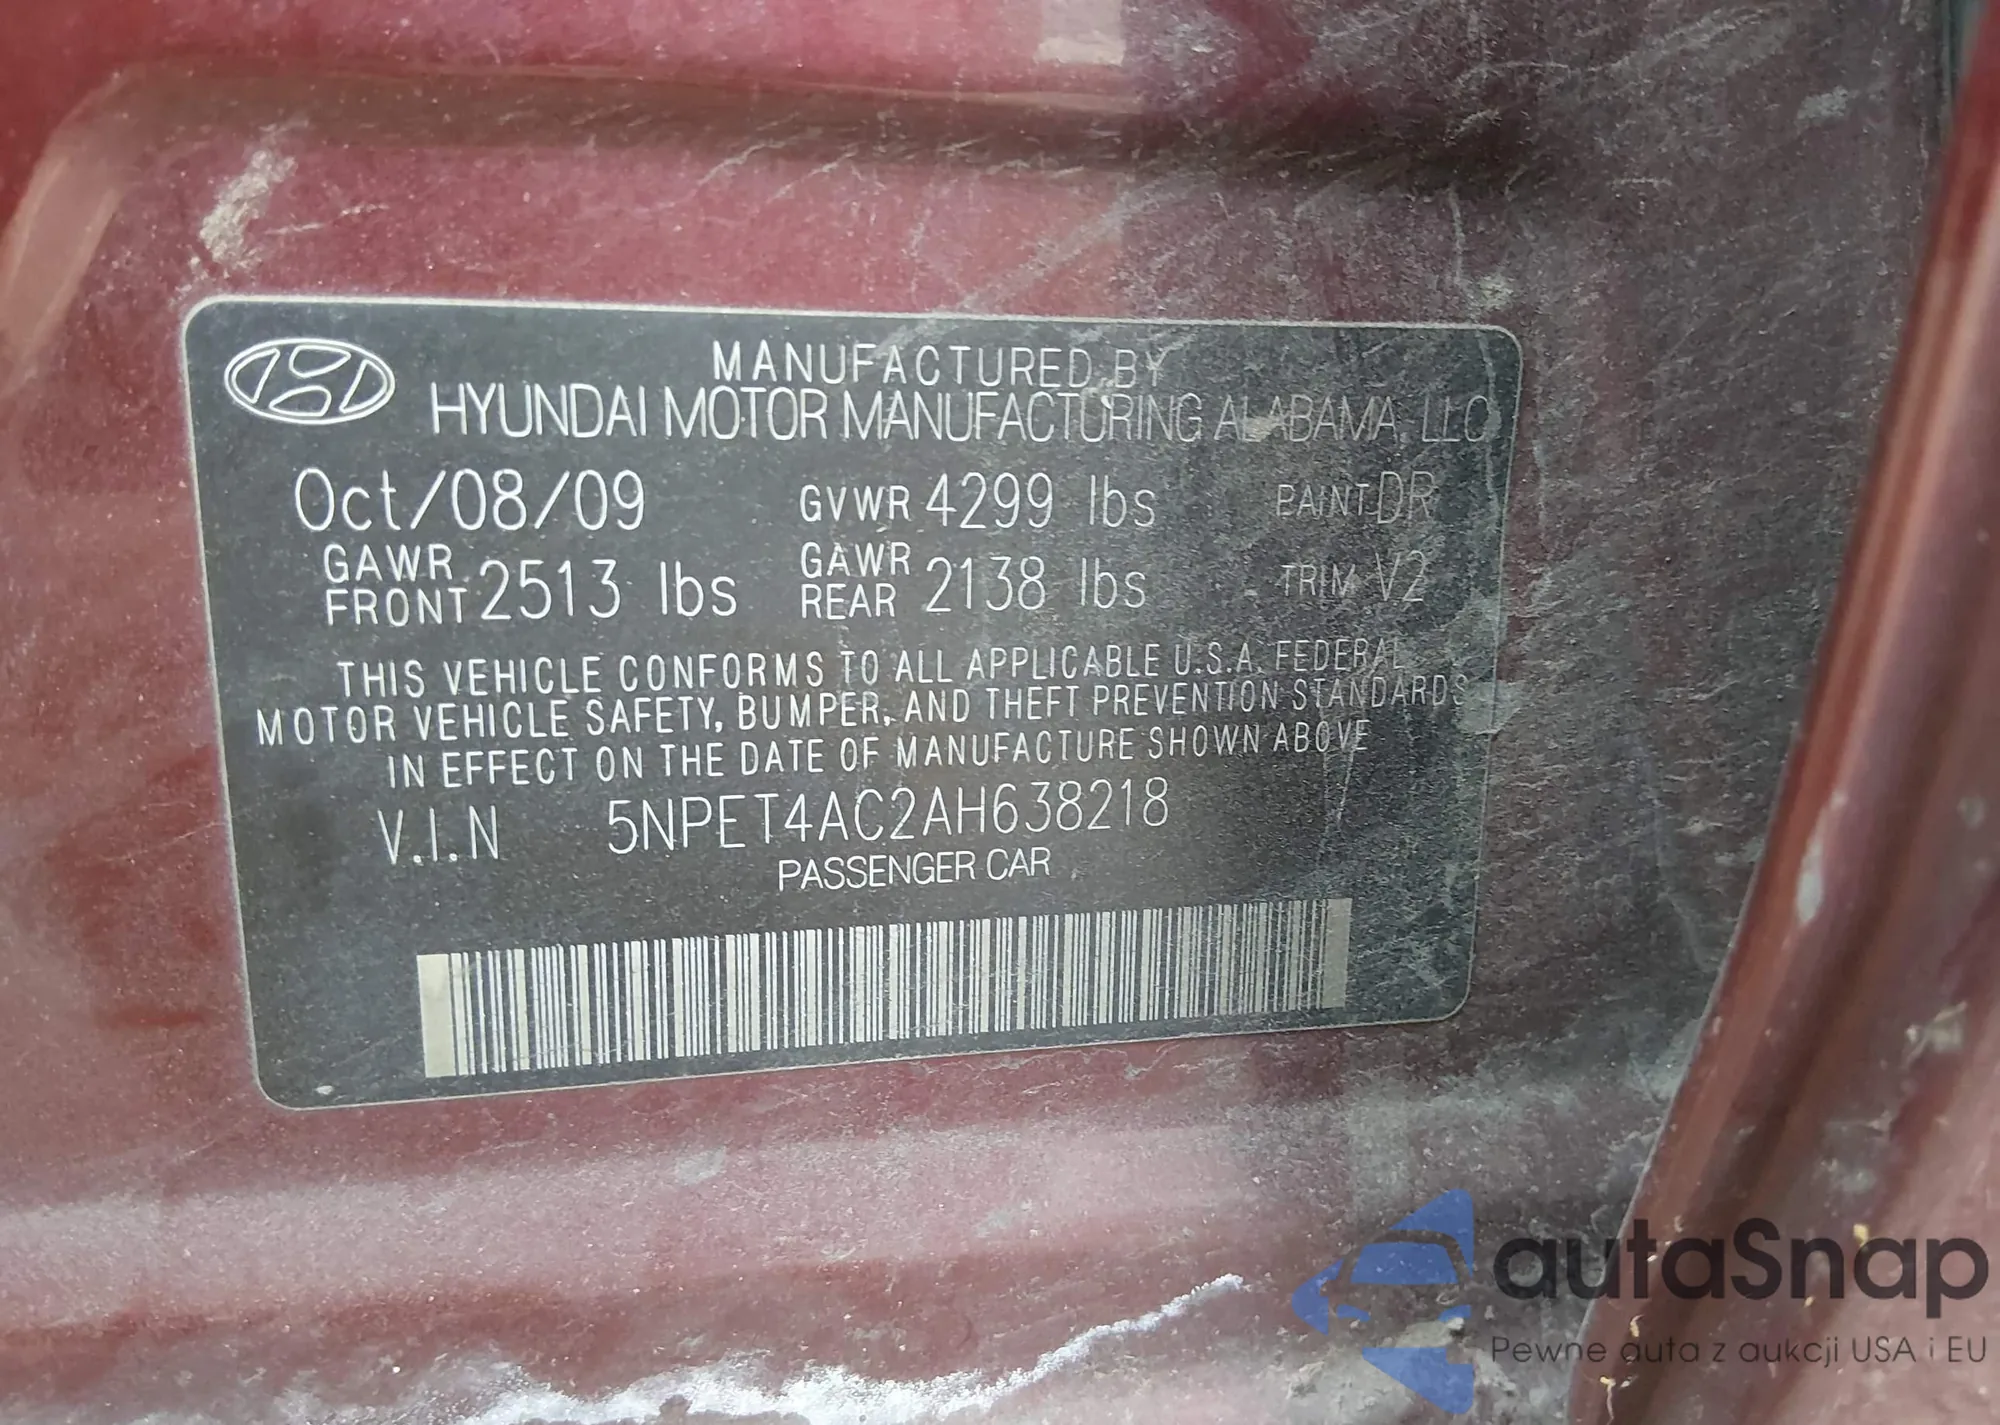 MANUFACTURED BY
HYUNDAI MOTOR MANUFACTURING ALABAMA, LLC
Oct/08/09 GVWR 4299 lbs PAINT DR
GAWR FRONT 2513 lbs GAWR REAR 2138 lbs TRIM V2
THIS VEHICLE CONFORMS TO ALL APPLICABLE U.S.A. FEDERAL
MOTOR VEHICLE SAFETY, BUMPER, AND THEFT PREVENTION STANDARDS
IN EFFECT ON THE DATE OF MANUFACTURE SHOWN ABOVE
V.I.N 5NPET4AC2AH638218
PASSENGER CAR
autaSnap
Pewne auta z aukcji USA i EU